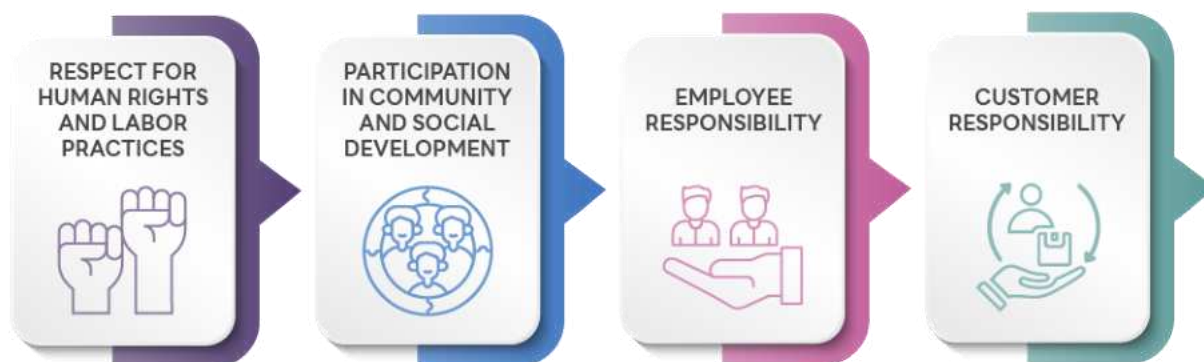 RESPECT FOR
HUMAN RIGHTS
AND LABOR
PRACTICES
PARTICIPATION
IN COMMUNITY
AND SOCIAL
DEVELOPMENT
EMPLOYEE
RESPONSIBILITY
CUSTOMER
RESPONSIBILITY